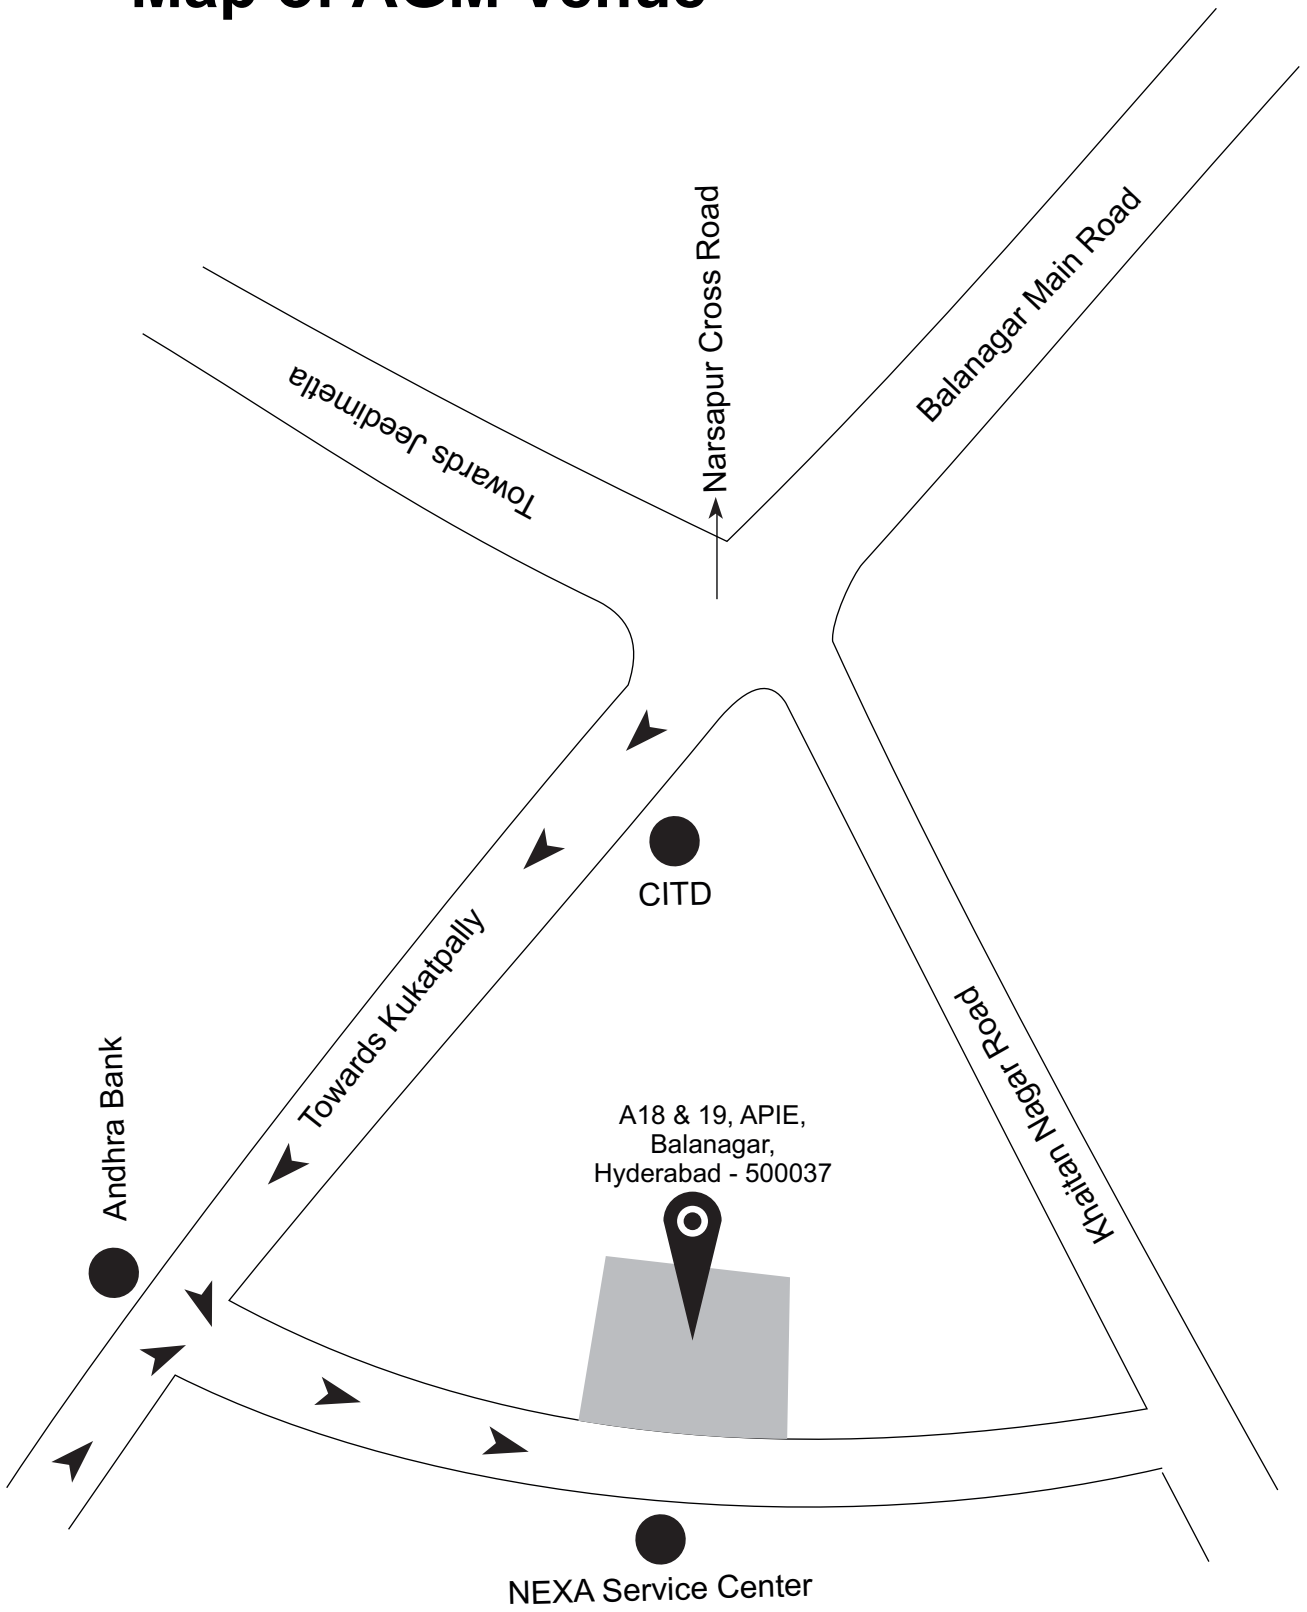 Map of AGM Venue
Narsapur Cross Road
Balanagar Main Road
Towards Jeedimetla
CITD
Towards Kukatpally
Khaitan Nagar Road
Andhra Bank
A18 & 19, APIE,
Balanagar,
Hyderabad - 500037
NEXA Service Center